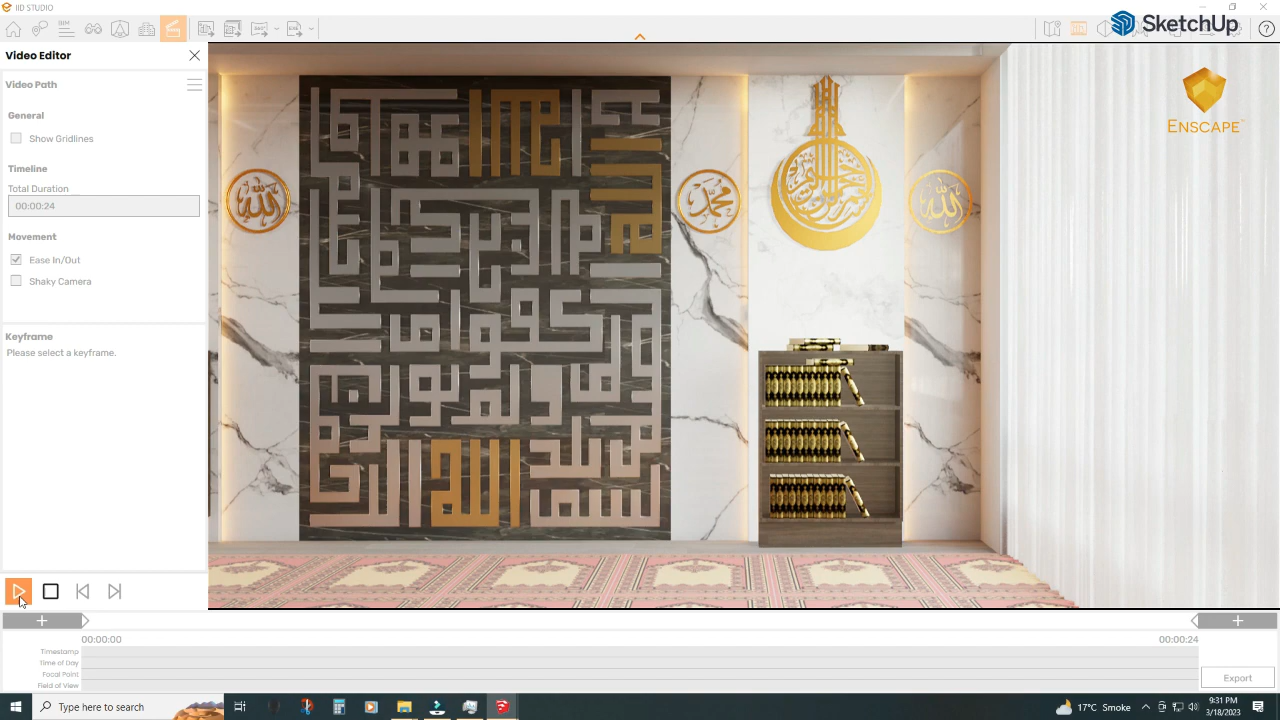 IID STUDIO
SketchUp
Video Editor
Video Path
General
Show Gridlines
Timeline
Total Duration
00:00:24
Movement
Ease In/Out
Shaky Camera
Keyframe
Please select a keyframe.
ENSCAPE™
الله
محمد
الله
00:00:00
00:00:24
Timestamp
Time of Day
Focal Point
Field of View
Export
Type here to search
17°C Smoke
9:31 PM
3/18/2023